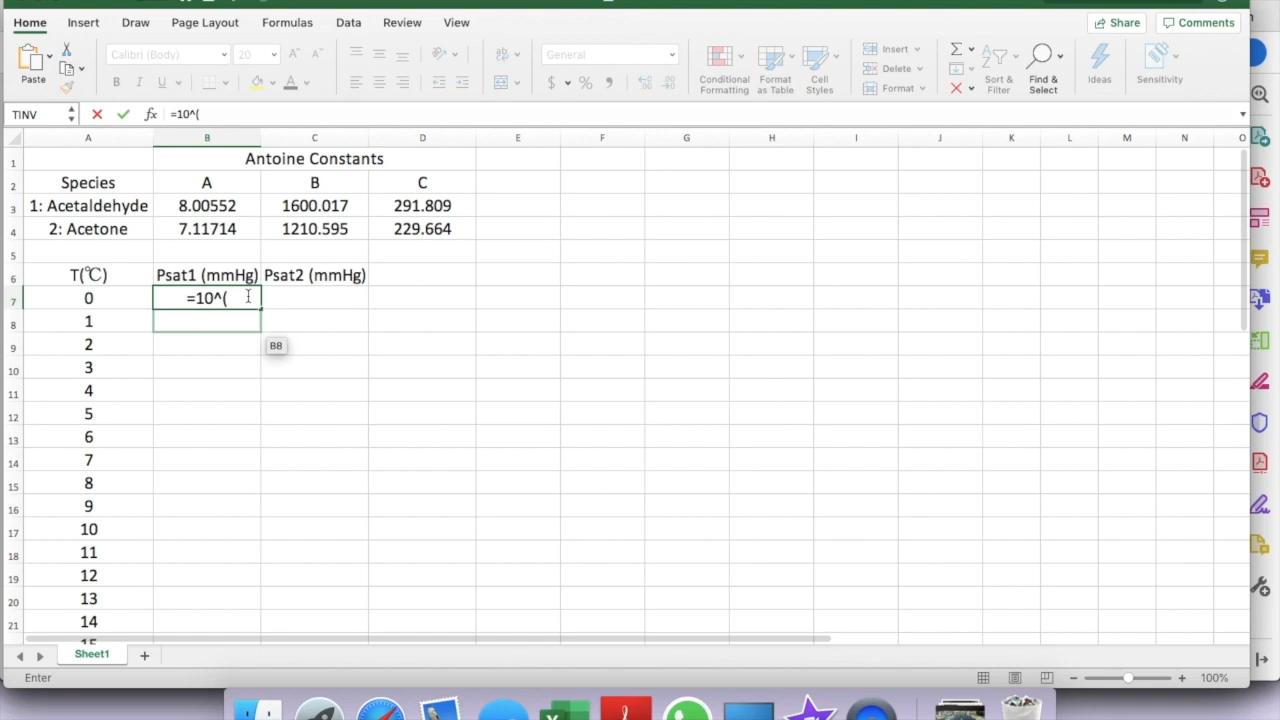 Home Insert Draw Page Layout Formulas Data Review View Share Comments
Calibri (Body) 20 General Insert Delete Format
Paste Conditional Formatting Format as Table Cell Styles Sort & Filter Find & Select Ideas Sensitivity
TINV fx =10^(
A B C D E F G H I J K L M N O
1 Antoine Constants
2 Species A B C
3 1: Acetaldehyde 8.00552 1600.017 291.809
4 2: Acetone 7.11714 1210.595 229.664
5
6 T(℃) Psat1 (mmHg) Psat2 (mmHg)
7 0 =10^(
8 1
9 2 B8
10 3
11 4
12 5
13 6
14 7
15 8
16 9
17 10
18 11
19 12
20 13
21 14
15
Sheet1
Enter 100%